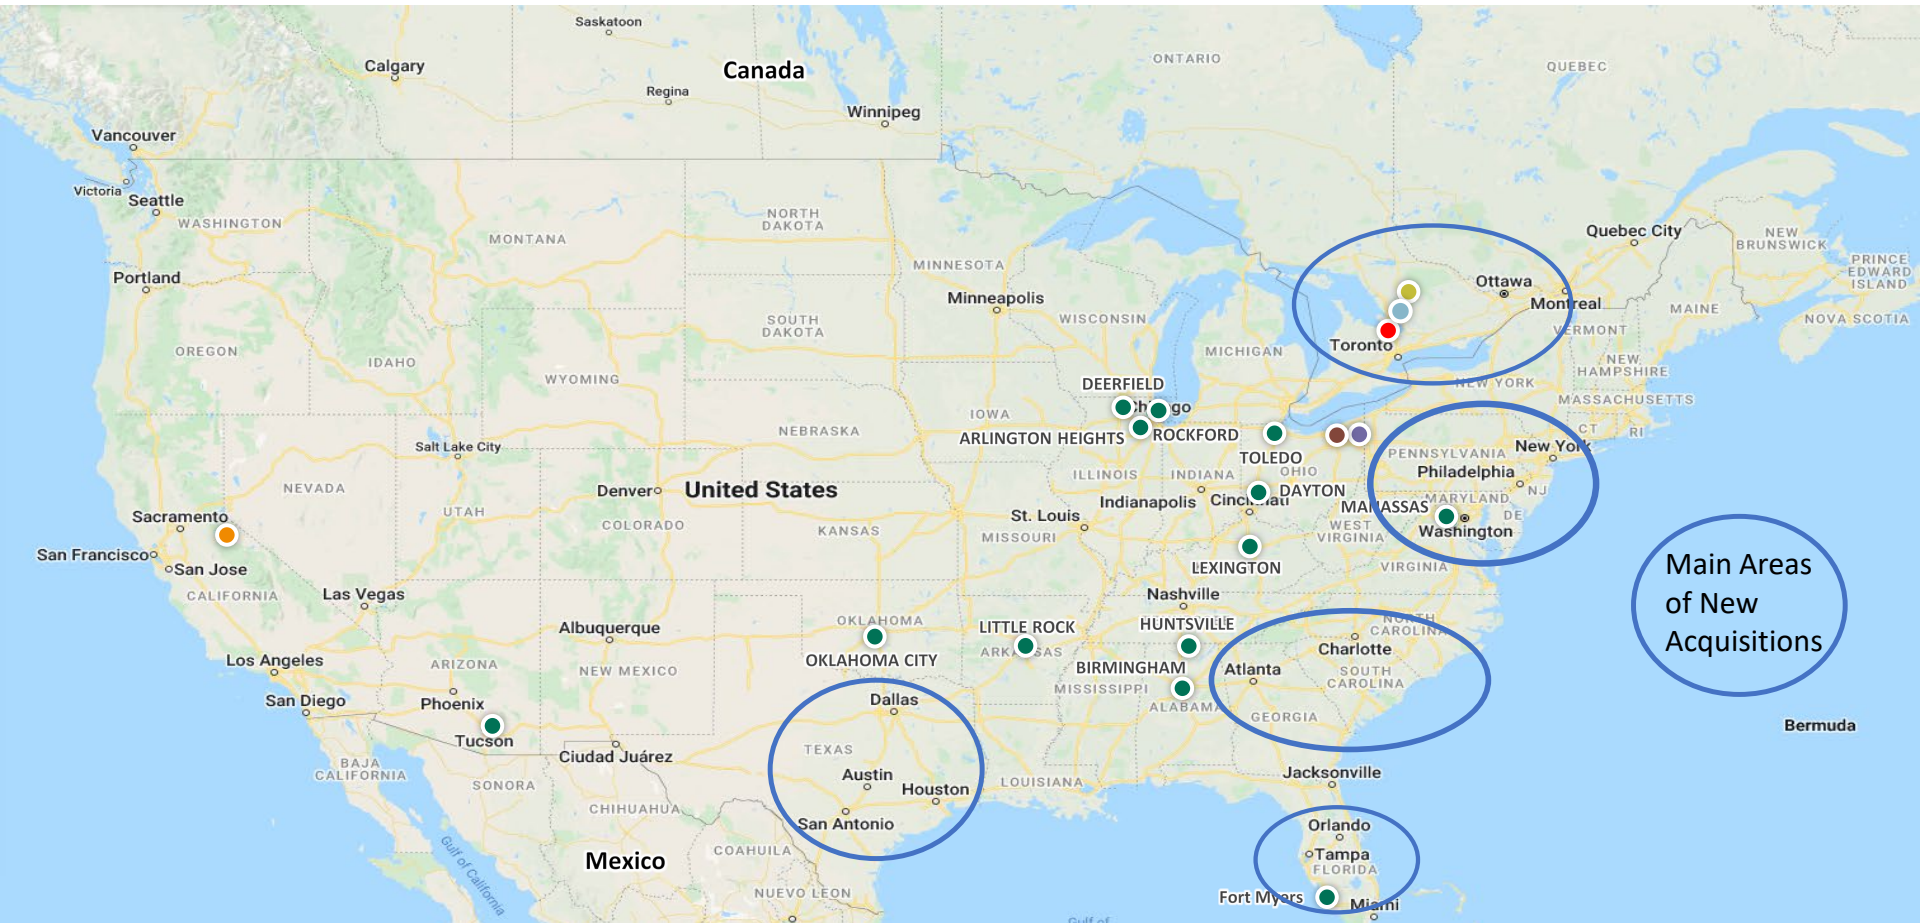 Saskatoon
Calgary
Canada
ONTARIO
QUEBEC
Regina
Winnipeg
Vancouver
Victoria
Seattle
WASHINGTON
NORTH
DAKOTA
MONTANA
Quebec City
NEW
BRUNSWICK
PRINCE
EDWARD
ISLAND
MINNESOTA
Portland
Ottawa
Montreal
Minneapolis
WISCONSIN
MAINE
NOVA SCOTIA
SOUTH
DAKOTA
VERMONT
Toronto
OREGON
MICHIGAN
NEW
HAMPSHIRE
IDAHO
WYOMING
DEERFIELD
NEW YORK
MASSACHUSETTS
IOWA
NEBRASKA
ARLINGTON HEIGHTS
ROCKFORD
CT
RI
Salt Lake City
TOLEDO
PENNSYLVANIA
New York
OHIO
Philadelphia
ILLINOIS
INDIANA
NEVADA
Denver
United States
Indianapolis
DAYTON
MARYLAND
NJ
MANASSAS
UTAH
Sacramento
COLORADO
KANSAS
St. Louis
MISSOURI
WEST
VIRGINIA
DE
Washington
San Francisco
San Jose
LEXINGTON
VIRGINIA
Main Areas
of New
Acquisitions
CALIFORNIA
Las Vegas
Nashville
OKLAHOMA
LITTLE ROCK
HUNTSVILLE
NORTH
CAROLINA
Albuquerque
Charlotte
Los Angeles
ARIZONA
NEW MEXICO
OKLAHOMA CITY
BIRMINGHAM
Atlanta
SOUTH
CAROLINA
MISSISSIPPI
San Diego
Phoenix
Dallas
ALABAMA
GEORGIA
Bermuda
Tucson
Ciudad Juárez
TEXAS
BAJA
CALIFORNIA
SONORA
Austin
Houston
LOUISIANA
Jacksonville
CHIHUAHUA
San Antonio
Orlando
Gulf of California
Mexico
COAHUILA
Tampa
FLORIDA
NUEVO LEON
Fort Myers
Miami
Gulf of